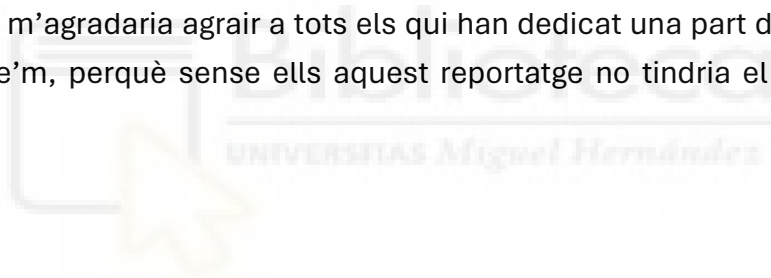 m’agradaria agrair a tots els qui han dedicat una part d
e’m, perquè sense ells aquest reportatge no tindria el
Biblioteca
UNIVERSITAS Miguel Hernández